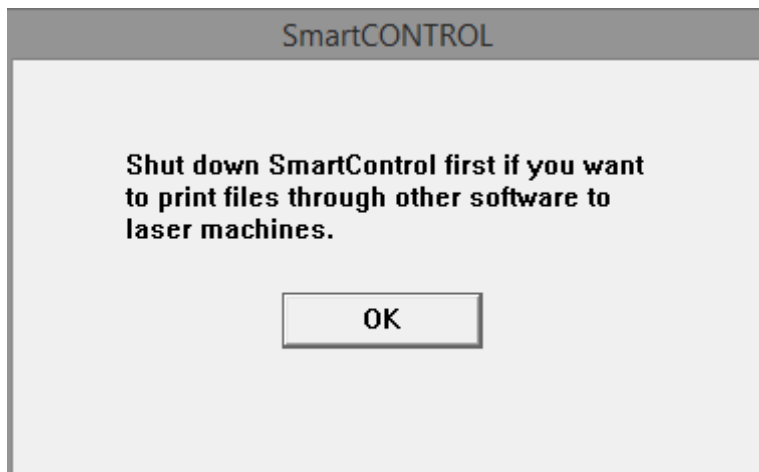 SmartCONTROL
Shut down SmartControl first if you want
to print files through other software to
laser machines.
OK